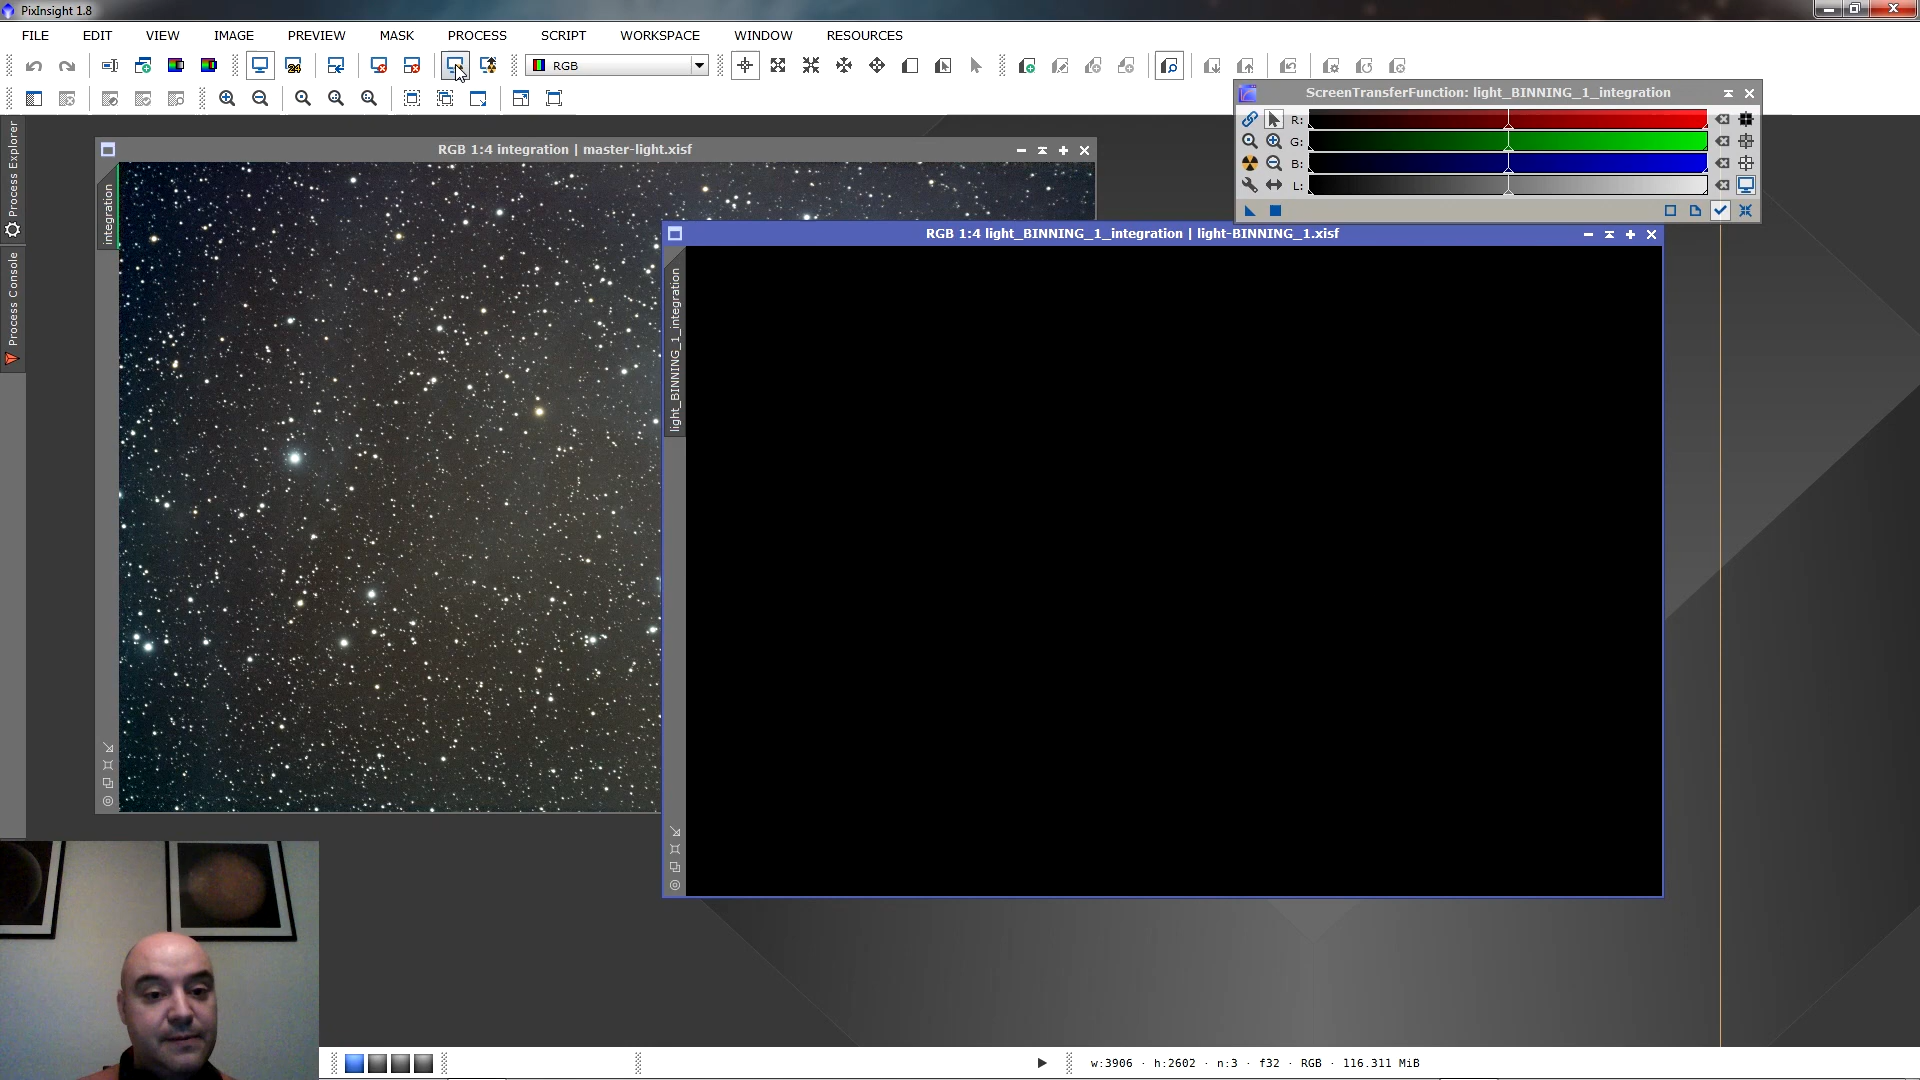 PixInsight 1.8
FILE EDIT VIEW IMAGE PREVIEW MASK PROCESS SCRIPT WORKSPACE WINDOW RESOURCES
24
RGB
ScreenTransferFunction: light_BINNING_1_integration
R:
G:
B:
L:
Process Explorer
Process Console
RGB 1:4 integration | master-light.xisf
integration
RGB 1:4 light_BINNING_1_integration | light-BINNING_1.xisf
light_BINNING_1_integration
w:3906 · h:2602 · n:3 · f32 · RGB · 116.311 MiB